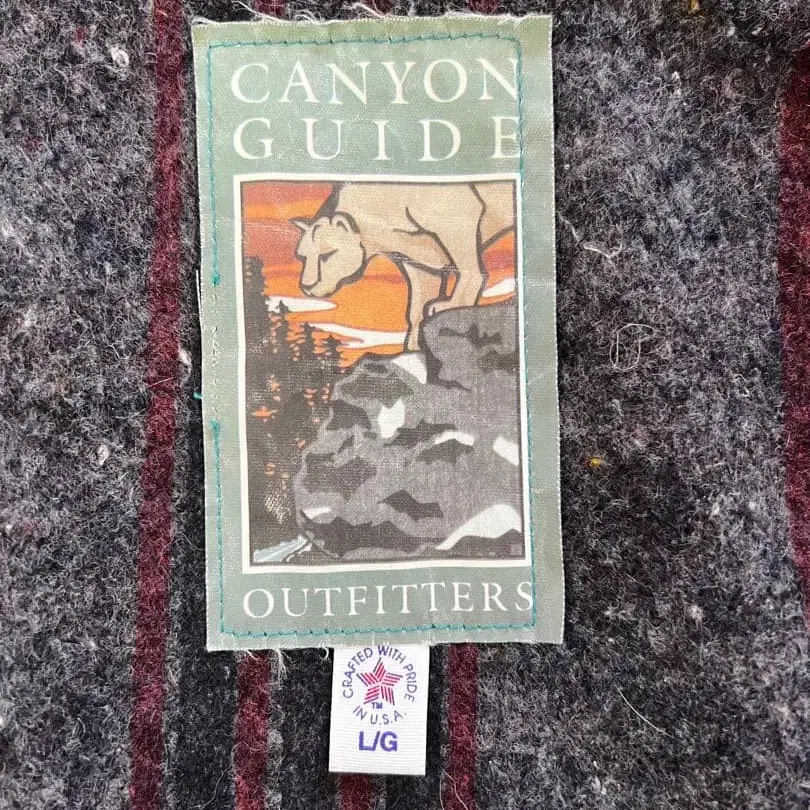 CANYON
GUIDE
OUTFITTERS
CRAFTED WITH PRIDE
TM
IN U.S.A.
L/G